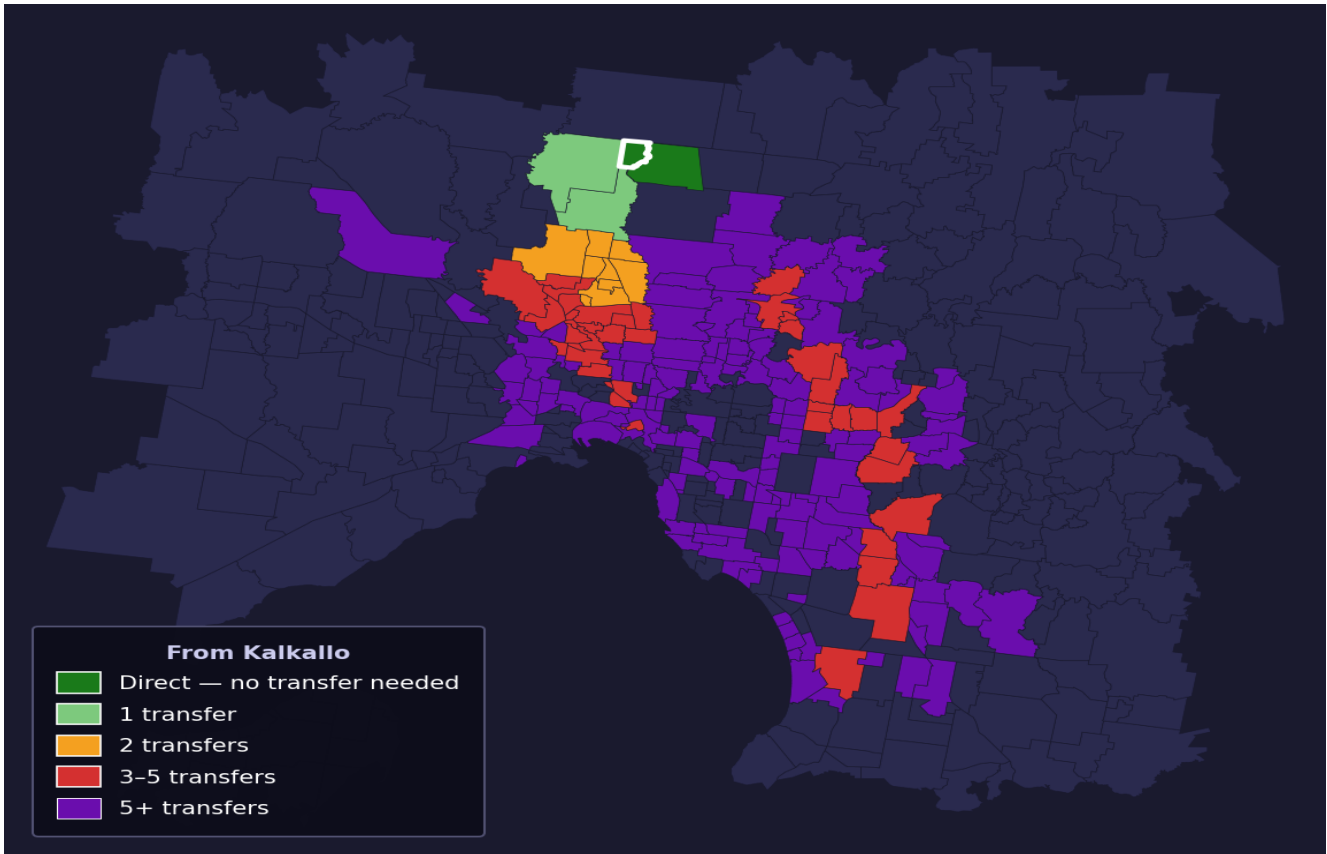 From Kalkallo
Direct — no transfer needed
1 transfer
2 transfers
3–5 transfers
5+ transfers